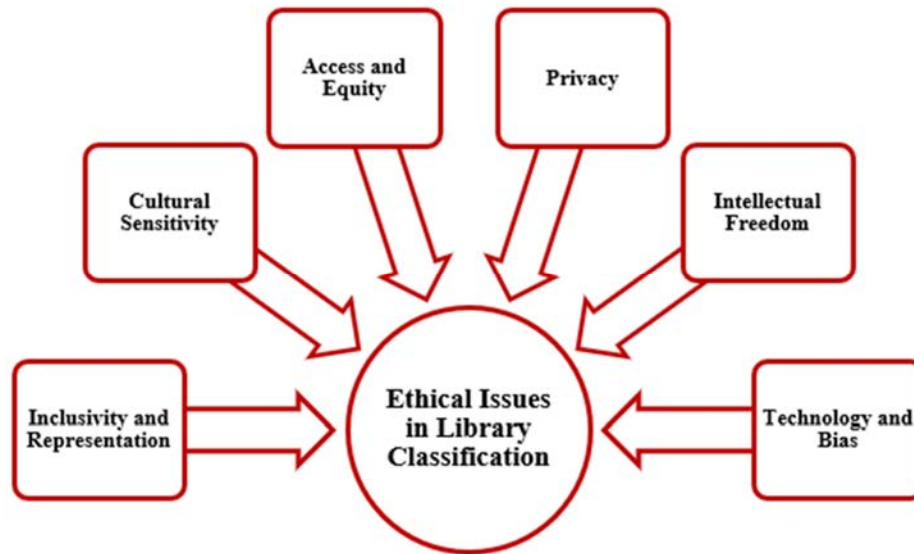 Access and
Equity
Privacy
Cultural
Sensitivity
Intellectual
Freedom
Inclusivity and
Representation
Ethical Issues
in Library
Classification
Technology and
Bias